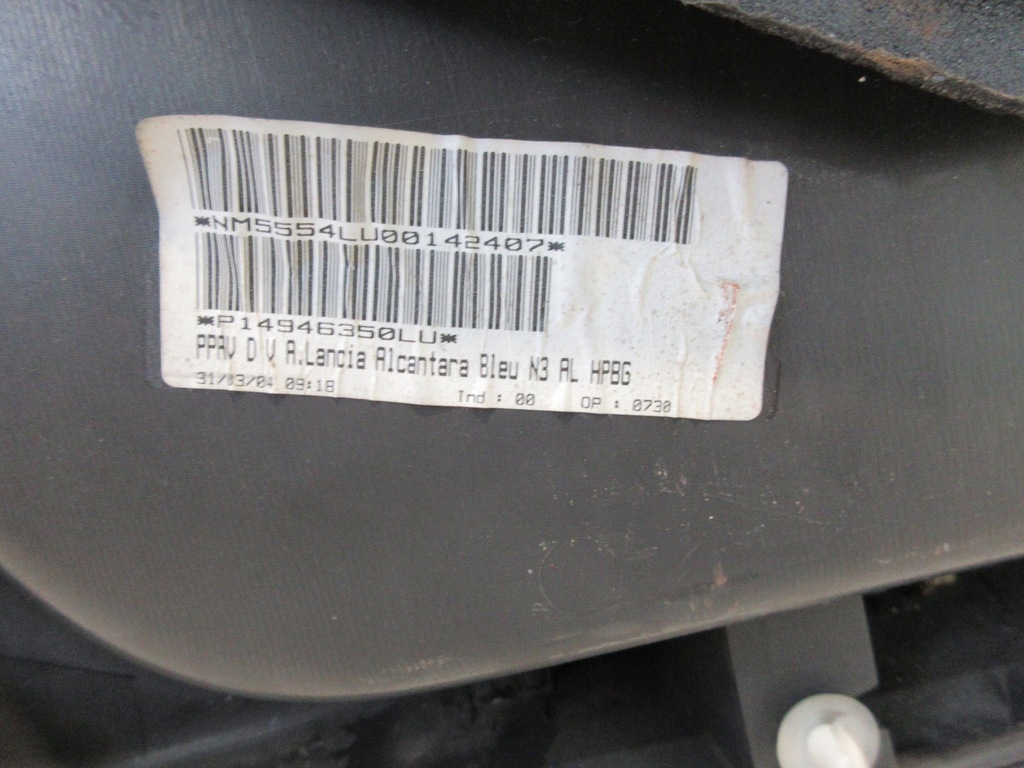 *NM5554LU00142407*
*P14946350LU*
PPAV D V A.Lancia Alcantara Bleu N3 AL HPBG
31/03/04 09:18 Ind : 00 OP : 0730